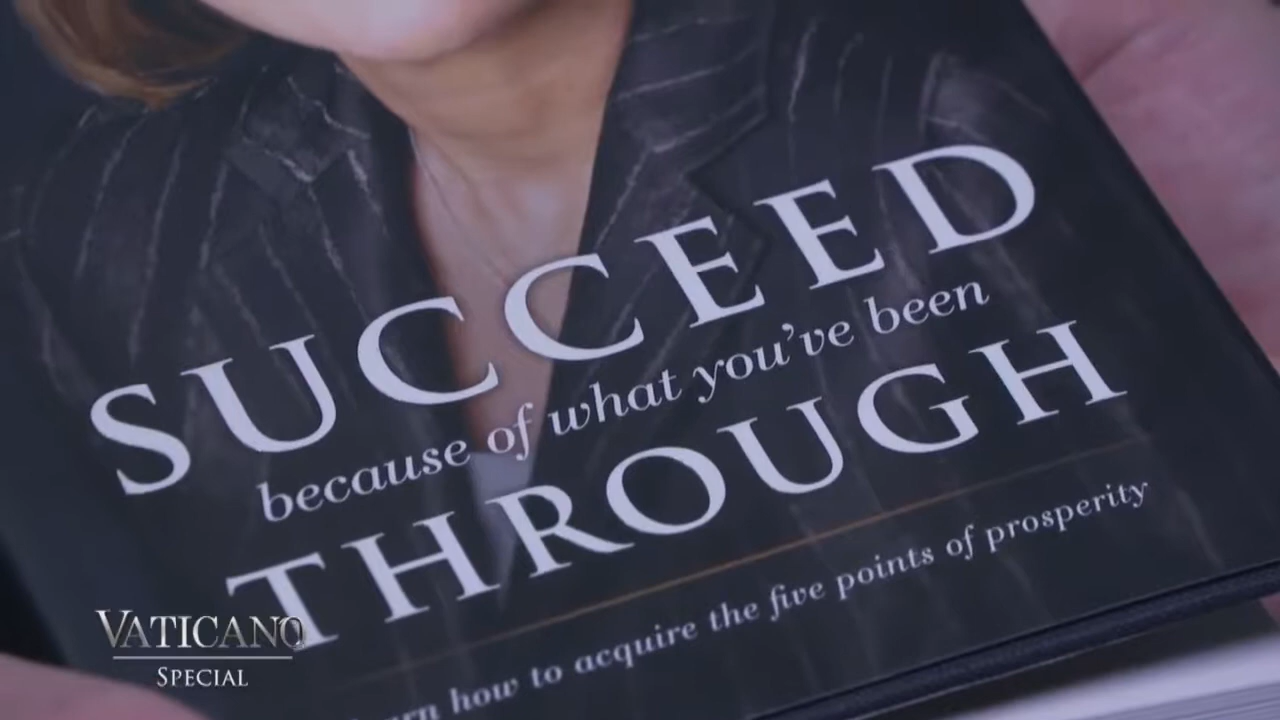 SUCCEED
because of what you've been
THROUGH
how to acquire the five points of prosperity
VATICANO
SPECIAL